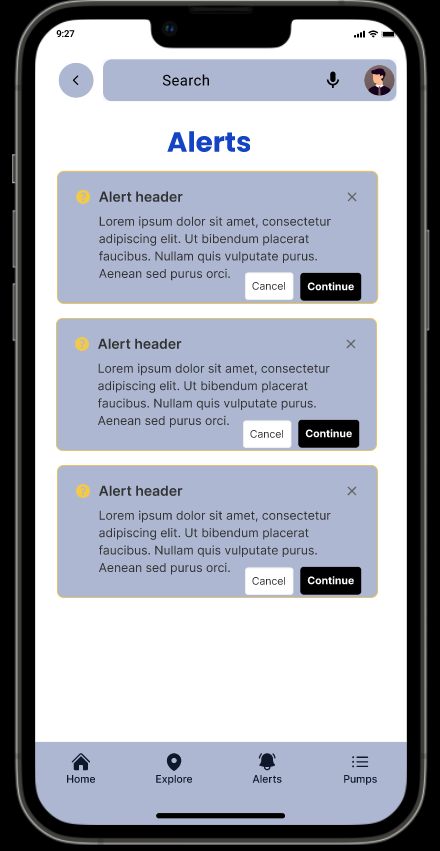 9:27
Search
Alerts
? Alert header
Lorem ipsum dolor sit amet, consectetur
adipiscing elit. Ut bibendum placerat
faucibus. Nullam quis vulputate purus.
Aenean sed purus orci.
Cancel Continue
? Alert header
Lorem ipsum dolor sit amet, consectetur
adipiscing elit. Ut bibendum placerat
faucibus. Nullam quis vulputate purus.
Aenean sed purus orci.
Cancel Continue
? Alert header
Lorem ipsum dolor sit amet, consectetur
adipiscing elit. Ut bibendum placerat
faucibus. Nullam quis vulputate purus.
Aenean sed purus orci.
Cancel Continue
Home Explore Alerts Pumps